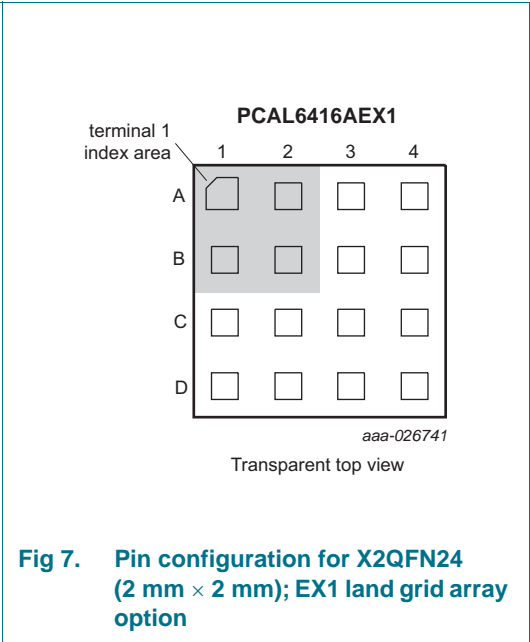 PCAL6416AEX1
terminal 1
index area
1 2 3 4
A
B
C
D
aaa-026741
Transparent top view
Fig 7. Pin configuration for X2QFN24
(2 mm × 2 mm); EX1 land grid array
option